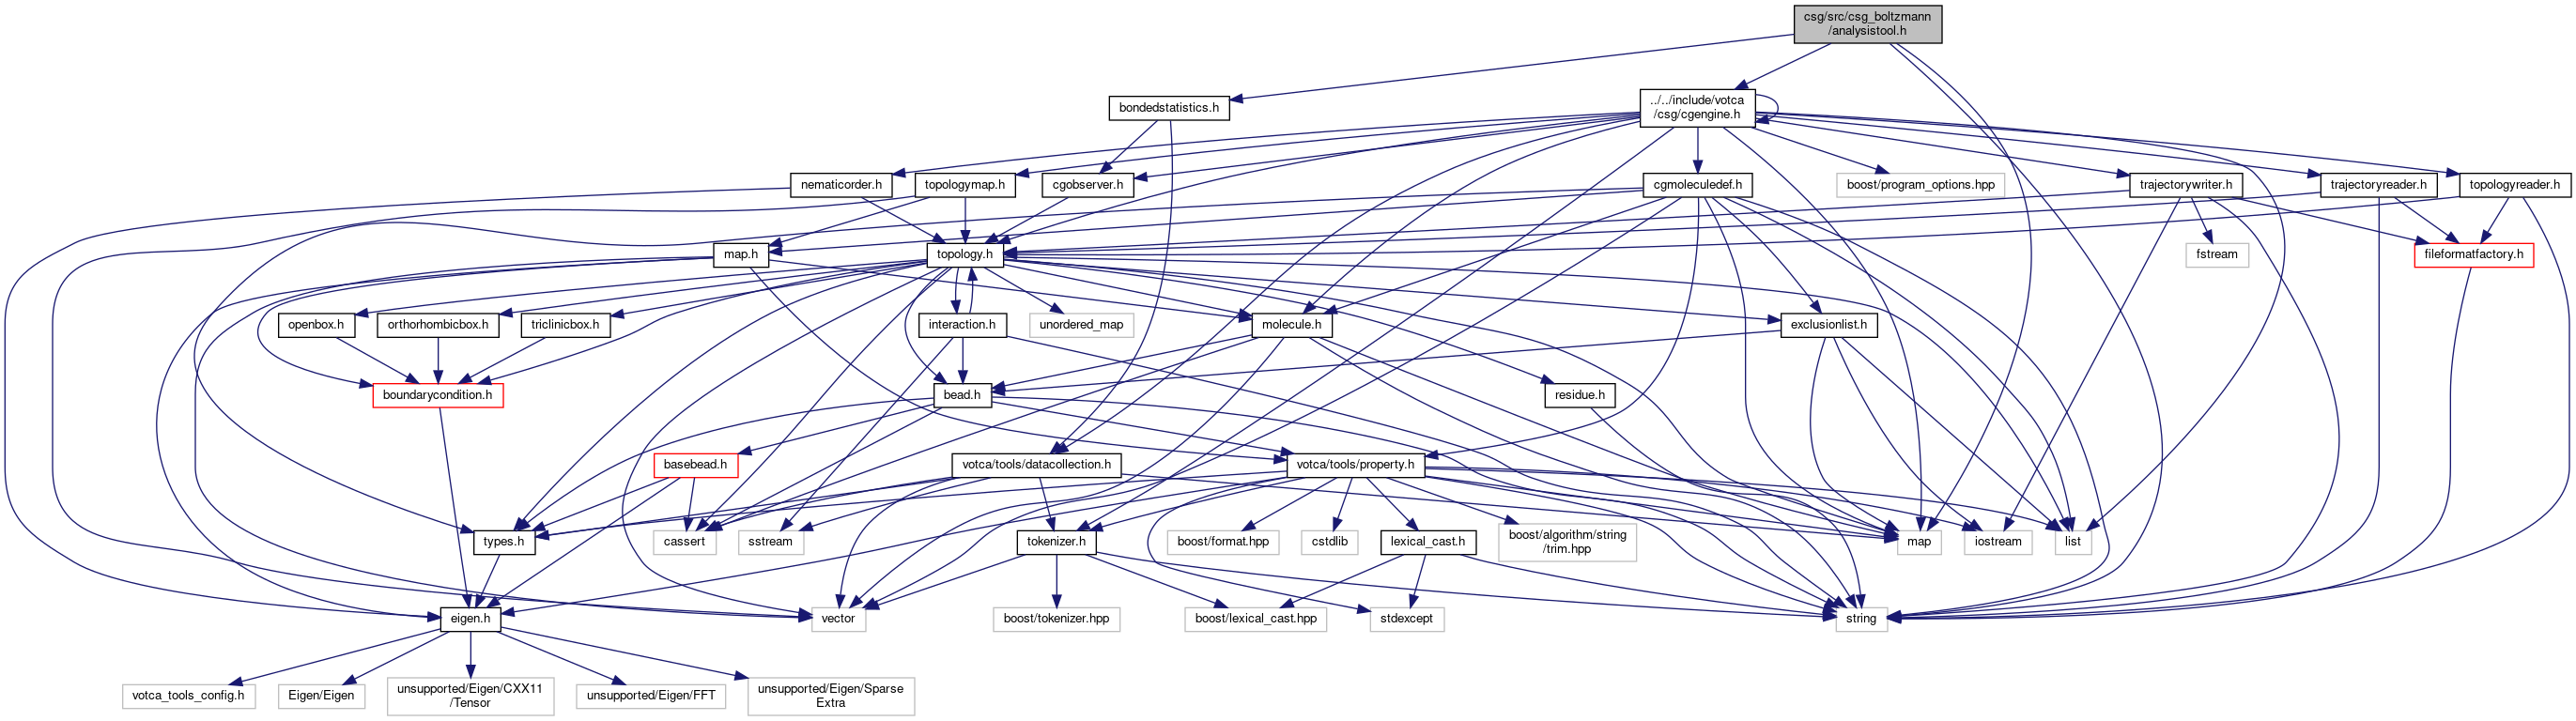 csg/src/csg_boltzmann
/analysistool.h
bondedstatistics.h
../../include/votca
/csg/cgengine.h
nematicorder.h
topologymap.h
cgobserver.h
cgmoleculedef.h
boost/program_options.hpp
trajectorywriter.h
trajectoryreader.h
topologyreader.h
map.h
topology.h
fstream
fileformatfactory.h
openbox.h
orthorhombicbox.h
triclinicbox.h
interaction.h
unordered_map
molecule.h
exclusionlist.h
boundarycondition.h
bead.h
residue.h
basebead.h
votca/tools/datacollection.h
votca/tools/property.h
types.h
cassert
sstream
tokenizer.h
boost/format.hpp
cstdlib
lexical_cast.h
boost/algorithm/string
/trim.hpp
map
iostream
list
eigen.h
vector
boost/tokenizer.hpp
boost/lexical_cast.hpp
stdexcept
string
votca_tools_config.h
Eigen/Eigen
unsupported/Eigen/CXX11
/Tensor
unsupported/Eigen/FFT
unsupported/Eigen/Sparse
Extra